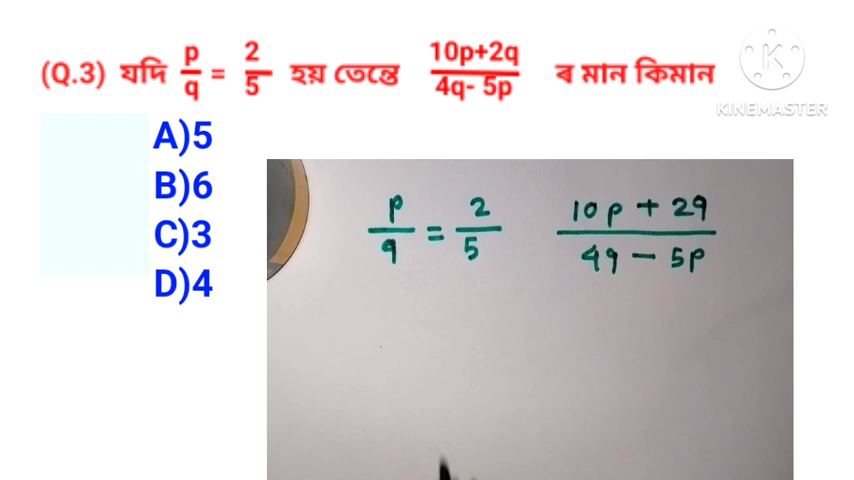 (Q.3) যদি p/q = 2/5 হয় তেন্তে 10p+2q/4q- 5p ৰ মান কিমান
KINEMASTER
A)5
B)6
C)3
D)4
p/q = 2/5 10p + 2q/4q - 5p